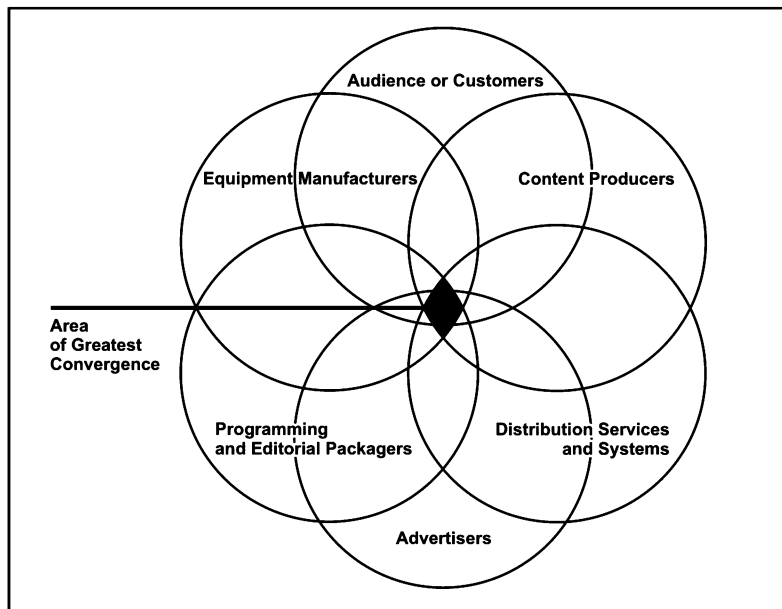 Audience or Customers
Equipment Manufacturers
Content Producers
Area
of Greatest
Convergence
Programming
and Editorial Packagers
Distribution Services
and Systems
Advertisers